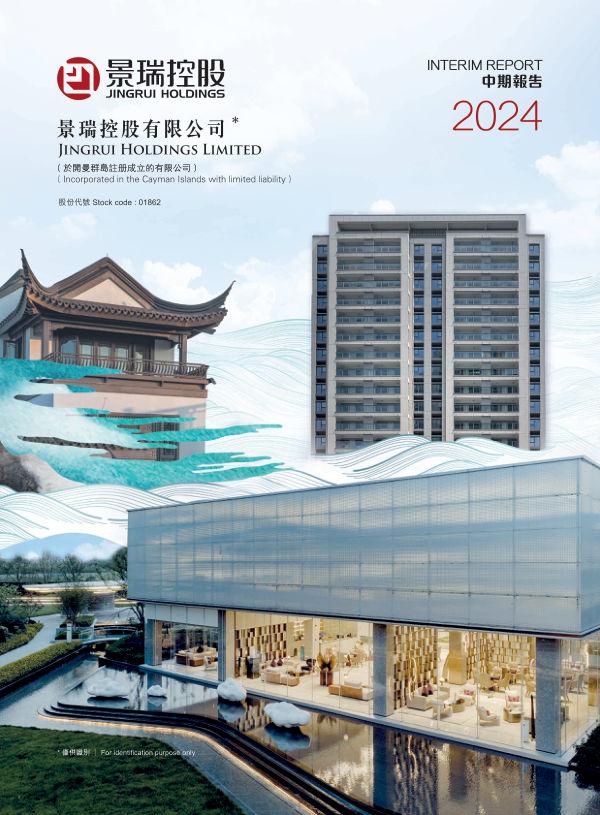 景瑞控股
JINGRUI HOLDINGS
INTERIM REPORT
中期報告
2024
景瑞控股有限公司*
JINGRUI HOLDINGS LIMITED
（於開曼群島註册成立的有限公司）
( Incorporated in the Cayman Islands with limited liability )
股份代號 Stock code : 01862
* 僅供識別 | For identification purpose only